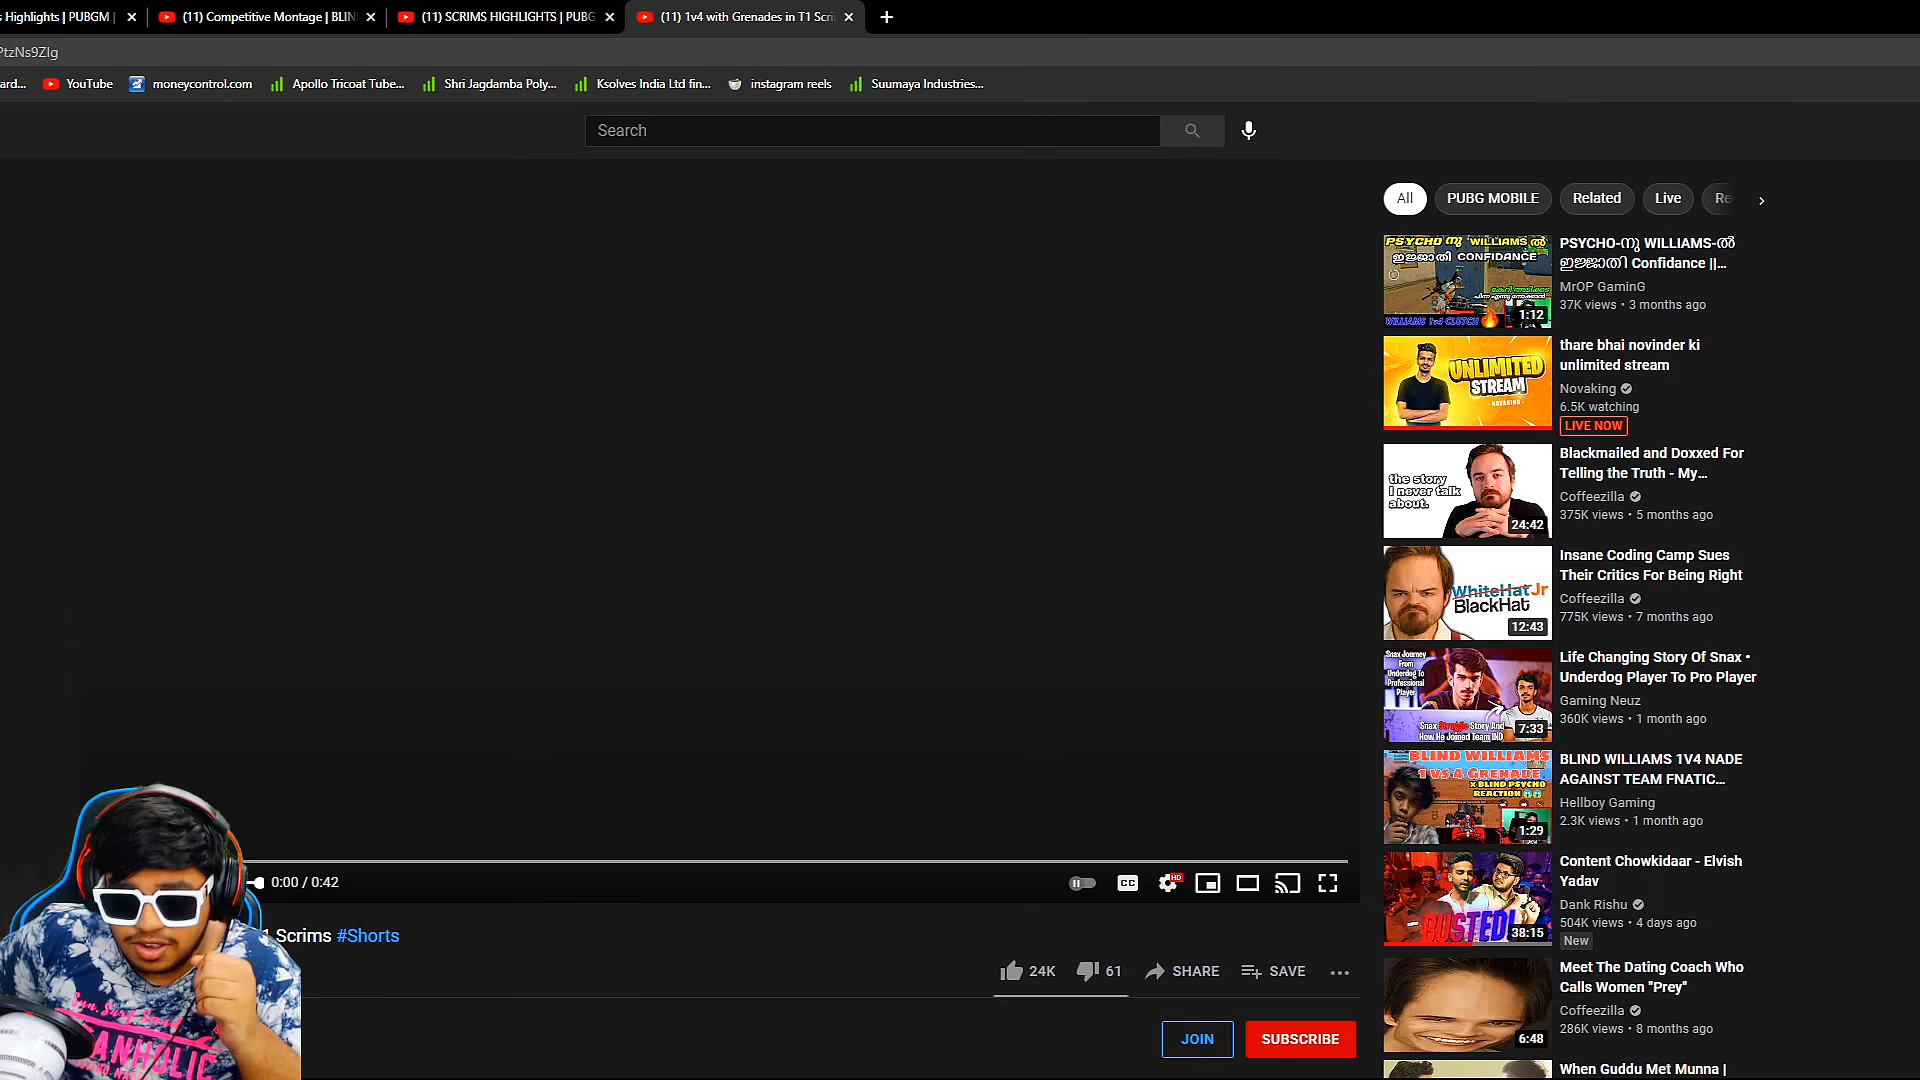 s Highlights | PUBGM |
(11) Competitive Montage | BLIN
(11) SCRIMS HIGHLIGHTS | PUBG
(11) 1v4 with Grenades in T1 Scri
PtzNs9ZIg
ard...
YouTube
moneycontrol.com
Apollo Tricoat Tube...
Shri Jagdamba Poly...
Ksolves India Ltd fin...
instagram reels
Suumaya Industries...
Search
All
PUBG MOBILE
Related
Live
Re
PSYCHO നു WILLIAMS ൽ
ഇജ്ജാതി CONFIDANCE
WILLIAMS 1v4 CLUTCH
1:12
PSYCHO-നു WILLIAMS-ൽ
ഇജ്ജാതി Confidance ||...
MrOP GaminG
37K views • 3 months ago
UNLIMITED
STREAM
- NOVAKING -
thare bhai novinder ki
unlimited stream
Novaking
6.5K watching
LIVE NOW
the story
I never talk
about.
24:42
Blackmailed and Doxxed For
Telling the Truth - My...
Coffeezilla
375K views • 5 months ago
WhiteHat Jr
BlackHat
12:43
Insane Coding Camp Sues
Their Critics For Being Right
Coffeezilla
775K views • 7 months ago
Snax Journey
From
Underdog To
Professional
Player
Snax Struggle Story And
How He Joined Team IND
7:33
Life Changing Story Of Snax •
Underdog Player To Pro Player
Gaming Neuz
360K views • 1 month ago
BLIND WILLIAMS
1 VS 4 GRENADE
X BLIND PSYCHO
REACTION
1:29
BLIND WILLIAMS 1V4 NADE
AGAINST TEAM FNATIC...
Hellboy Gaming
2.3K views • 1 month ago
BUSTED!
38:15
Content Chowkidaar - Elvish
Yadav
Dank Rishu
504K views • 4 days ago
New
6:48
Meet The Dating Coach Who
Calls Women "Prey"
Coffeezilla
286K views • 8 months ago
When Guddu Met Munna |
0:00 / 0:42
CC
HD
1 Scrims #Shorts
24K
61
SHARE
SAVE
JOIN
SUBSCRIBE